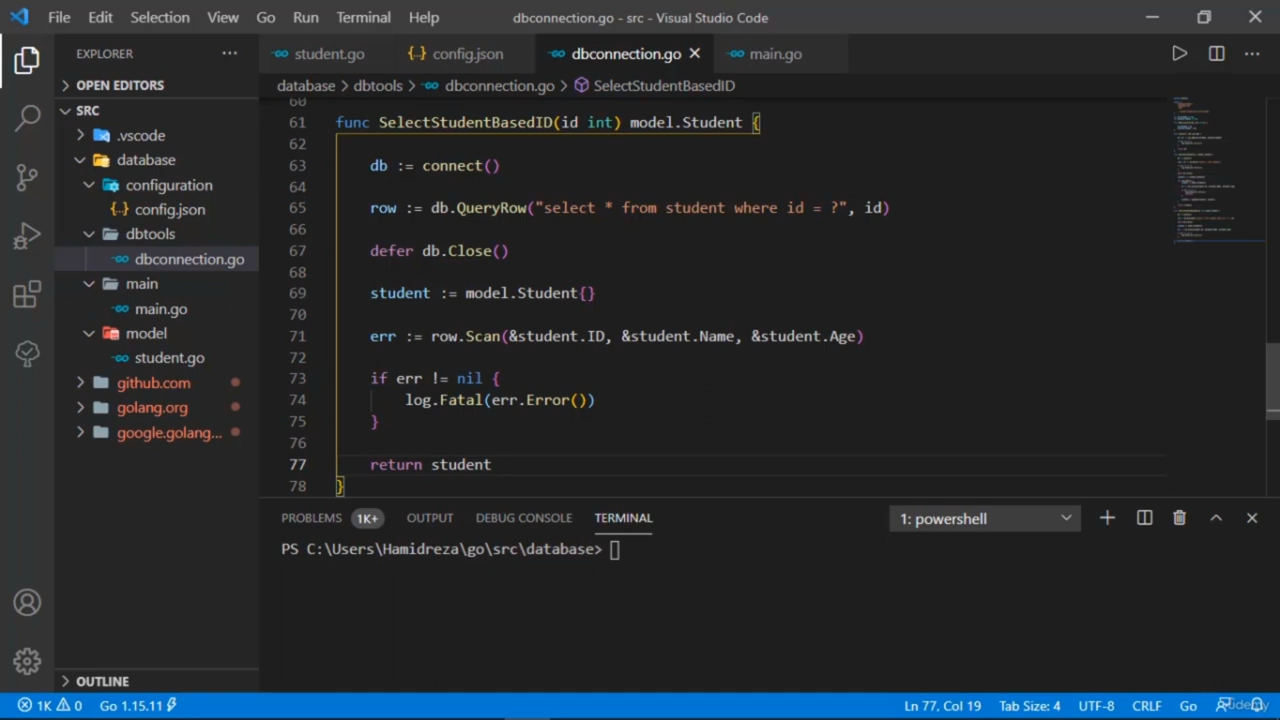 File Edit Selection View Go Run Terminal Help dbconnection.go - src - Visual Studio Code
EXPLORER ··· student.go {} config.json dbconnection.go × main.go ···
OPEN EDITORS
database > dbtools > dbconnection.go > SelectStudentBasedID
SRC
.vscode
database
configuration
{} config.json
dbtools
dbconnection.go
main
main.go
model
student.go
github.com
golang.org
google.golang...
OUTLINE
60
61 func SelectStudentBasedID(id int) model.Student {
62
63 db := connect()
64
65 row := db.QueryRow("select * from student where id = ?", id)
66
67 defer db.Close()
68
69 student := model.Student{}
70
71 err := row.Scan(&student.ID, &student.Name, &student.Age)
72
73 if err != nil {
74 log.Fatal(err.Error())
75 }
76
77 return student
78 }
PROBLEMS 1K+ OUTPUT DEBUG CONSOLE TERMINAL 1: powershell
PS C:\Users\Hamidreza\go\src\database>
1K 0 Go 1.15.11 Ln 77, Col 19 Tab Size: 4 UTF-8 CRLF Go